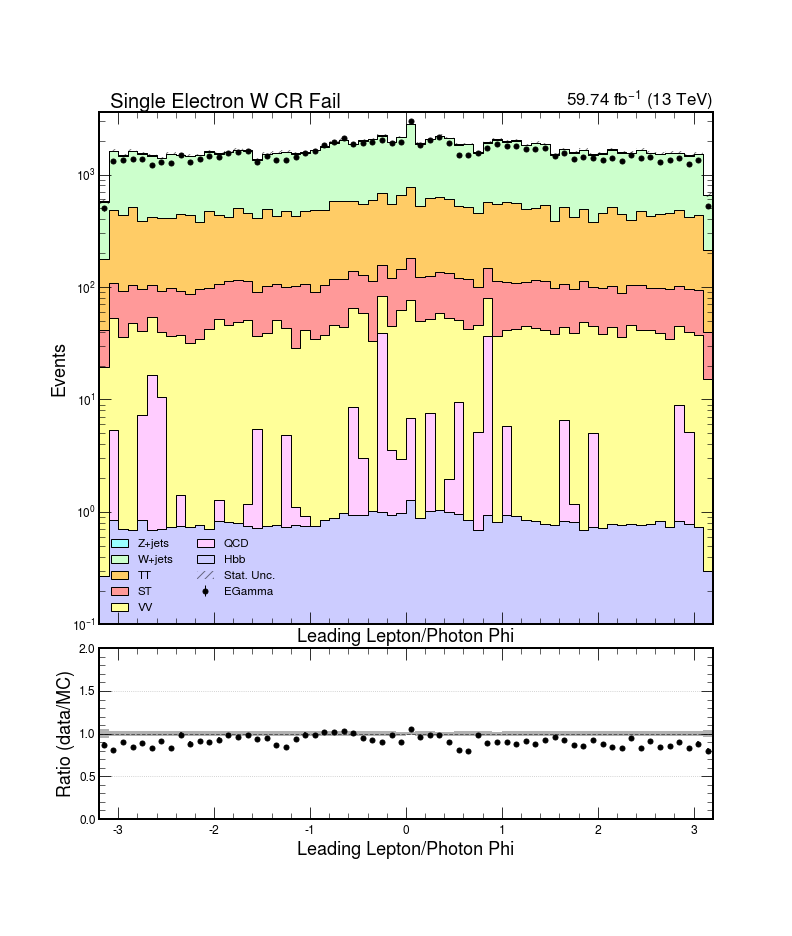 Single Electron W CR Fail 59.74 fb⁻¹ (13 TeV)
Events
10³
10²
10¹
10⁰
10⁻¹
Z+jets QCD
W+jets Hbb
TT Stat. Unc.
ST EGamma
VV
Leading Lepton/Photon Phi
Ratio (data/MC)
2.0
1.5
1.0
0.5
0.0
-3 -2 -1 0 1 2 3
Leading Lepton/Photon Phi